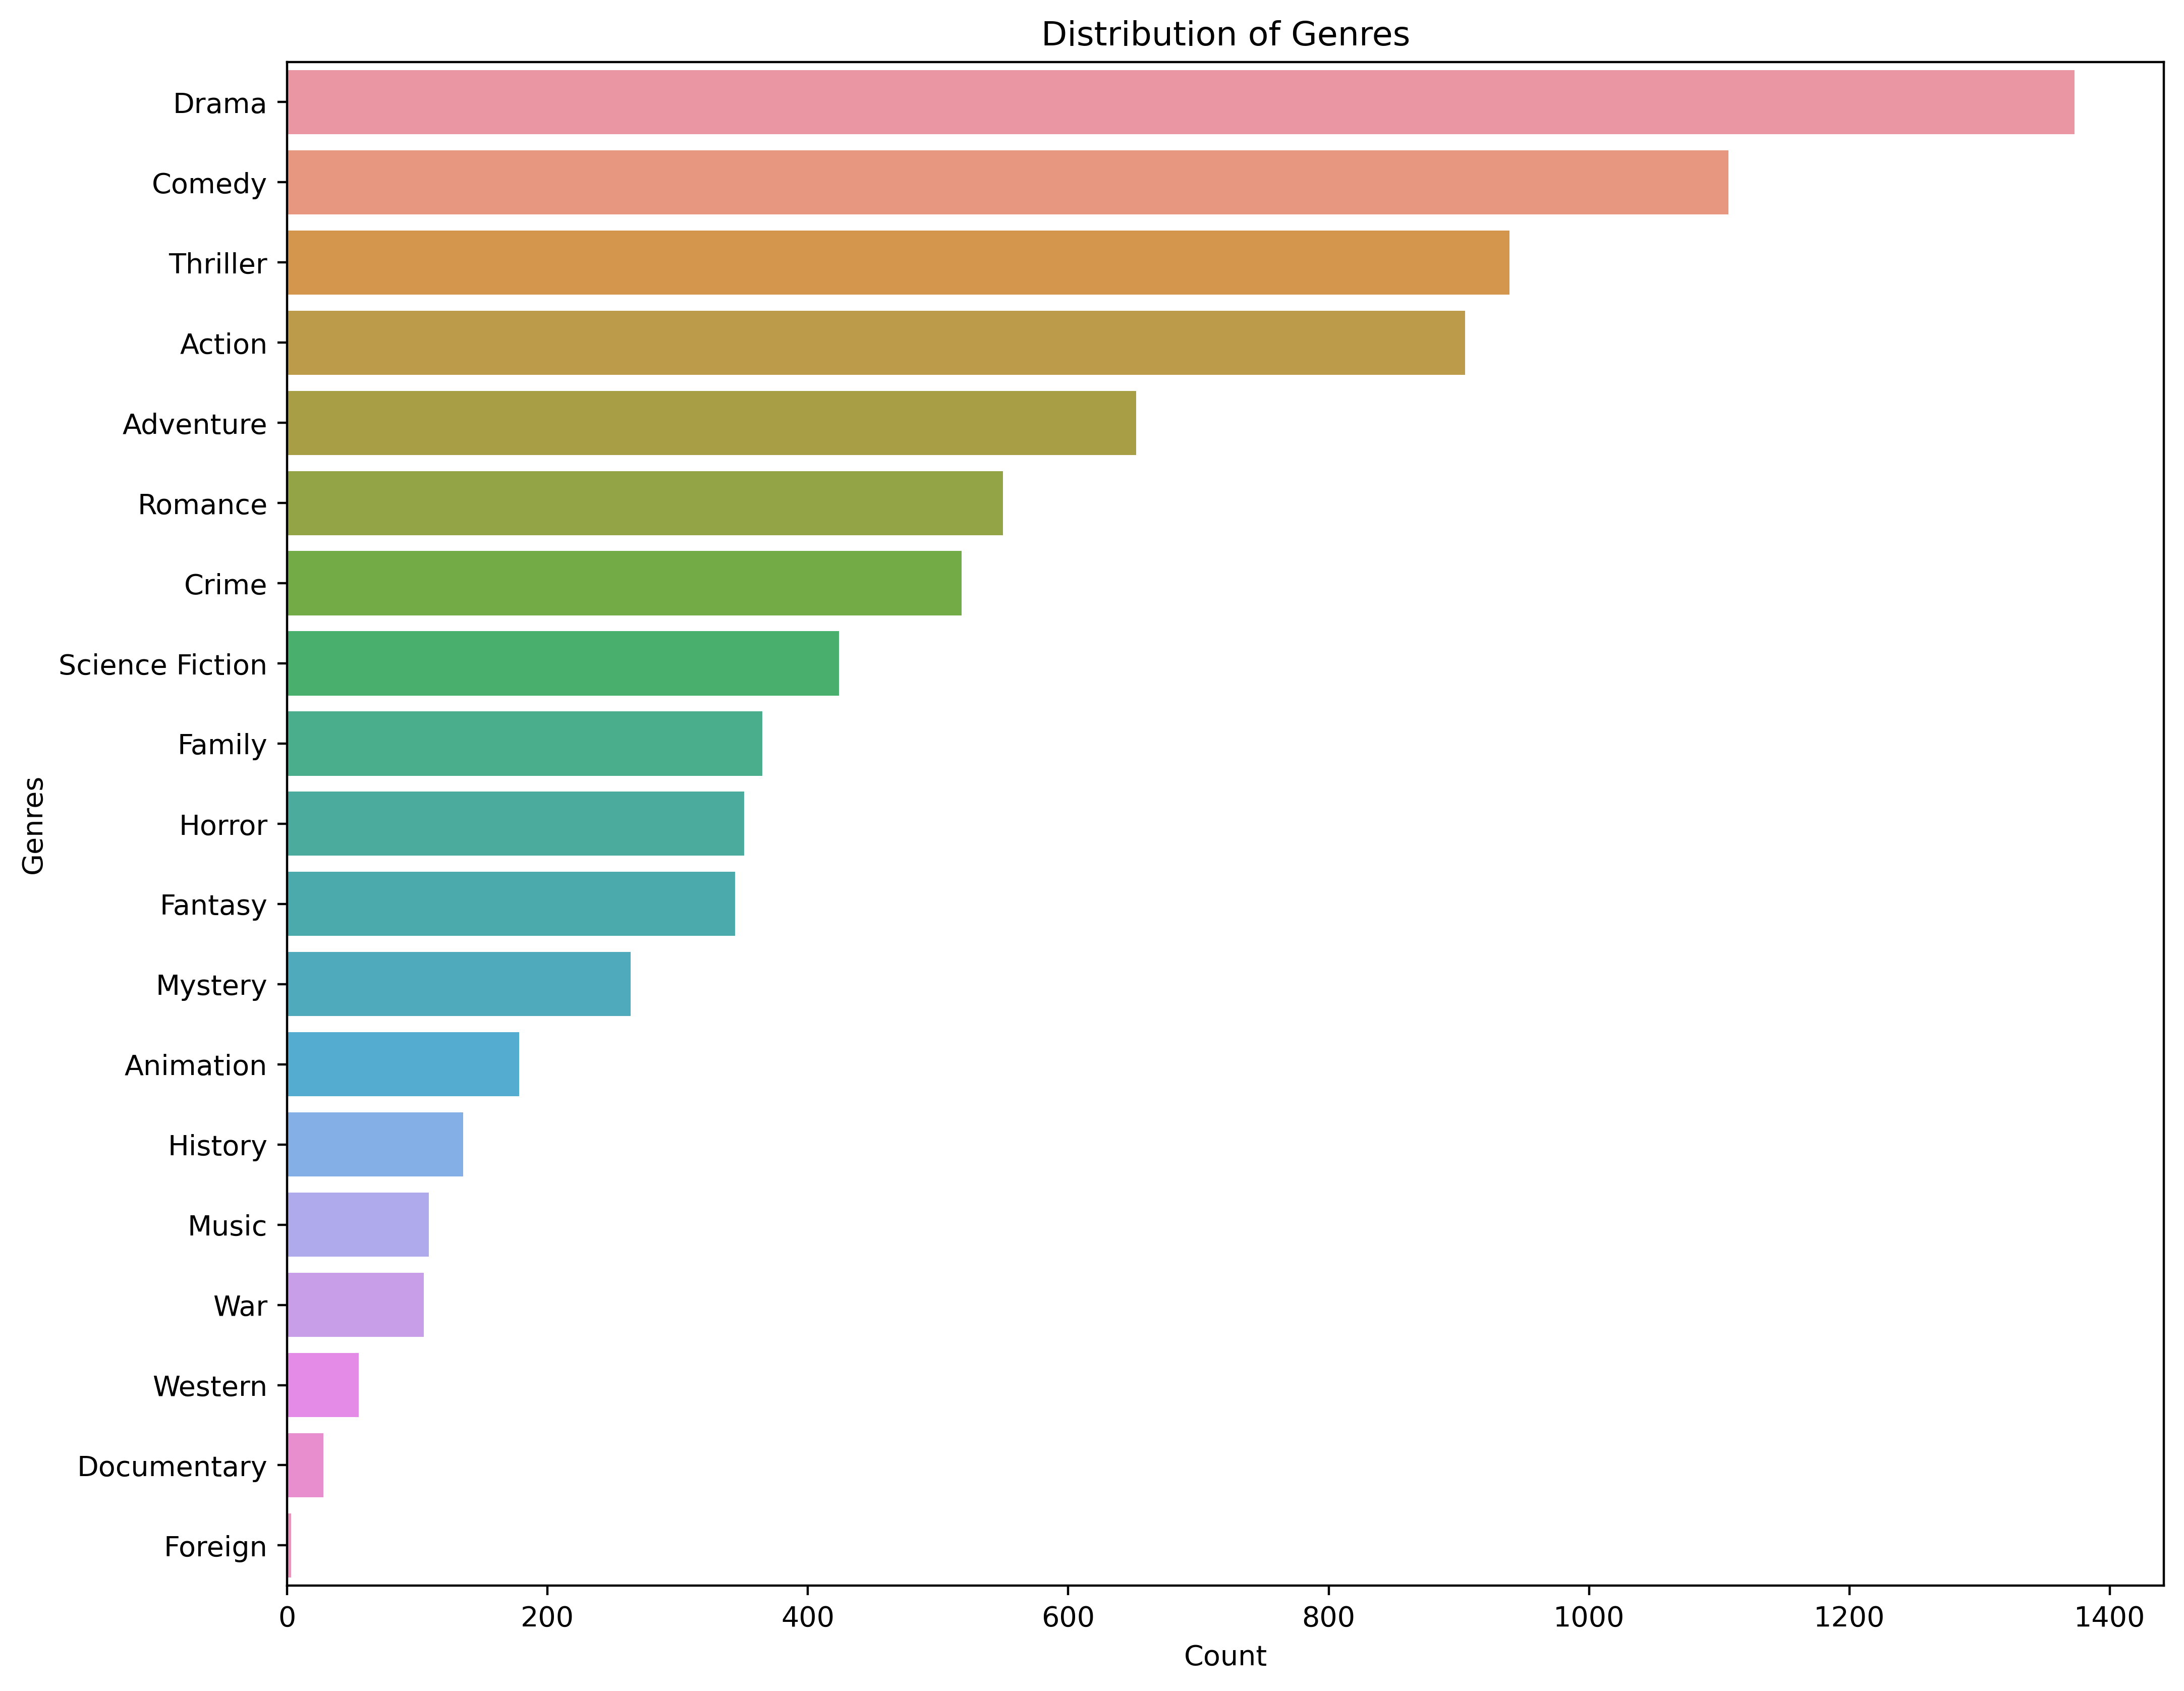 Distribution of Genres
Drama
Comedy
Thriller
Action
Adventure
Romance
Crime
Science Fiction
Family
Horror
Fantasy
Mystery
Animation
History
Music
War
Western
Documentary
Foreign
Genres
0 200 400 600 800 1000 1200 1400
Count